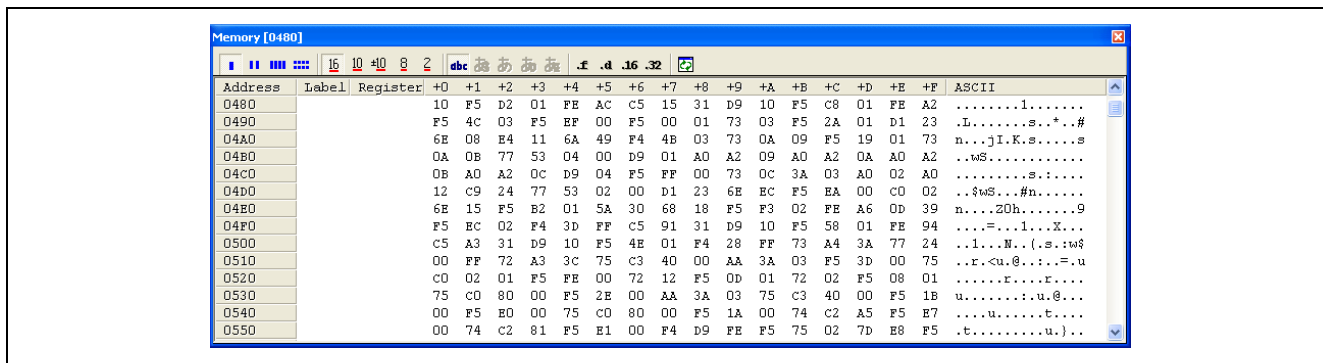 Memory [0480]
16 10 ±10 8 2 abc あき あ あ あを .f .d .16 .32
Address Label Register +0 +1 +2 +3 +4 +5 +6 +7 +8 +9 +A +B +C +D +E +F ASCII
0480 10 F5 D2 01 FE AC C5 15 31 D9 10 F5 C8 01 FE A2 ........1.......
0490 F5 4C 03 F5 EF 00 F5 00 01 73 03 F5 2A 01 D1 23 .L.......s..*..#
04A0 6E 08 E4 11 6A 49 F4 4B 03 73 0A 09 F5 19 01 73 n...jI.K.s.....s
04B0 0A 0B 77 53 04 00 D9 01 A0 A2 09 A0 A2 0A A0 A2 ..wS............
04C0 0B A0 A2 0C D9 04 F5 FF 00 73 0C 3A 03 A0 02 A0 .........s.:....
04D0 12 C9 24 77 53 02 00 D1 23 6E EC F5 EA 00 C0 02 ..$wS...#n......
04E0 6E 15 F5 B2 01 5A 30 68 18 F5 F3 02 FE A6 0D 39 n....Z0h.......9
04F0 F5 EC 02 F4 3D FF C5 91 31 D9 10 F5 58 01 FE 94 ....=...1...X...
0500 C5 A3 31 D9 10 F5 4E 01 F4 28 FF 73 A4 3A 77 24 ..1...N..(.s.:w$
0510 00 FF 72 A3 3C 75 C3 40 00 AA 3A 03 F5 3D 00 75 ..r.<u.@..:..=.u
0520 C0 02 01 F5 FE 00 72 12 F5 0D 01 72 02 F5 08 01 ......r....r....
0530 75 C0 80 00 F5 2E 00 AA 3A 03 75 C3 40 00 F5 1B u.......:.u.@...
0540 00 F5 E0 00 75 C0 80 00 F5 1A 00 74 C2 A5 F5 E7 ....u......t....
0550 00 74 C2 81 F5 E1 00 F4 D9 FE F5 75 02 7D E8 F5 .t.........u.}..